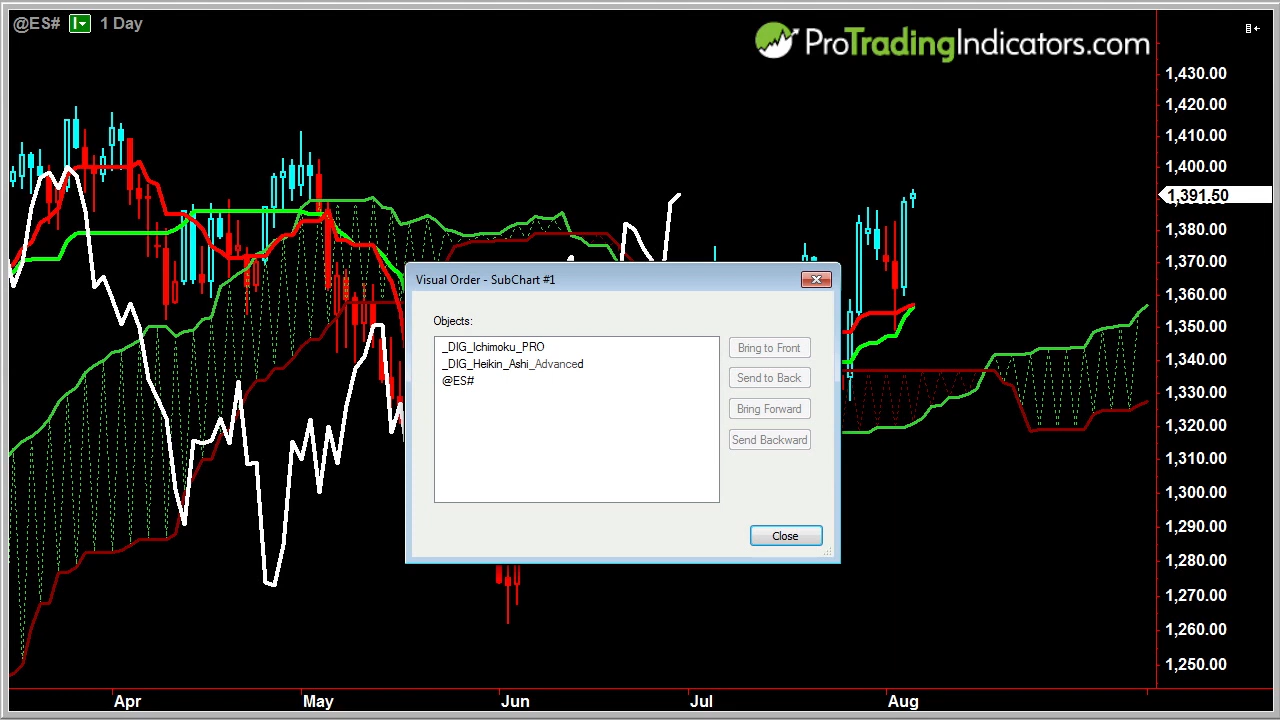 @ES# 1 Day
ProTradingIndicators.com
1,430.00
1,420.00
1,410.00
1,400.00
1,391.50
1,380.00
1,370.00
1,360.00
1,350.00
1,340.00
1,330.00
1,320.00
1,310.00
1,300.00
1,290.00
1,280.00
1,270.00
1,260.00
1,250.00
Visual Order - SubChart #1
Objects:
_DIG_Ichimoku_PRO
_DIG_Heikin_Ashi_Advanced
@ES#
Bring to Front
Send to Back
Bring Forward
Send Backward
Close
Apr May Jun Jul Aug